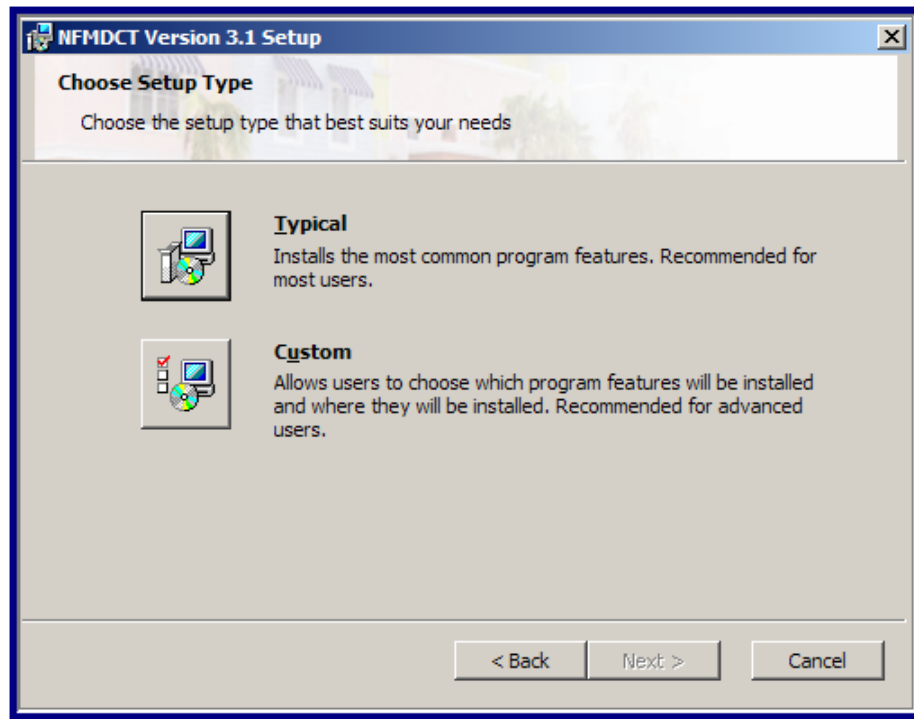 NFMDCT Version 3.1 Setup
Choose Setup Type
Choose the setup type that best suits your needs
Typical
Installs the most common program features. Recommended for
most users.
Custom
Allows users to choose which program features will be installed
and where they will be installed. Recommended for advanced
users.
< Back Next > Cancel